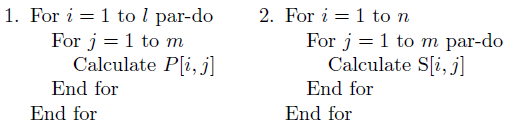 1. For i = 1 to l par-do
For j = 1 to m
Calculate P[i, j]
End for
End for
2. For i = 1 to n
For j = 1 to m par-do
Calculate S[i, j]
End for
End for